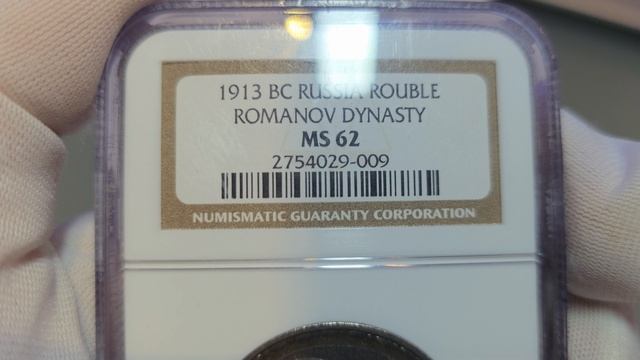 1913 BC RUSSIA ROUBLE
ROMANOV DYNASTY
MS 62
2754029-009
NUMISMATIC GUARANTY CORPORATION